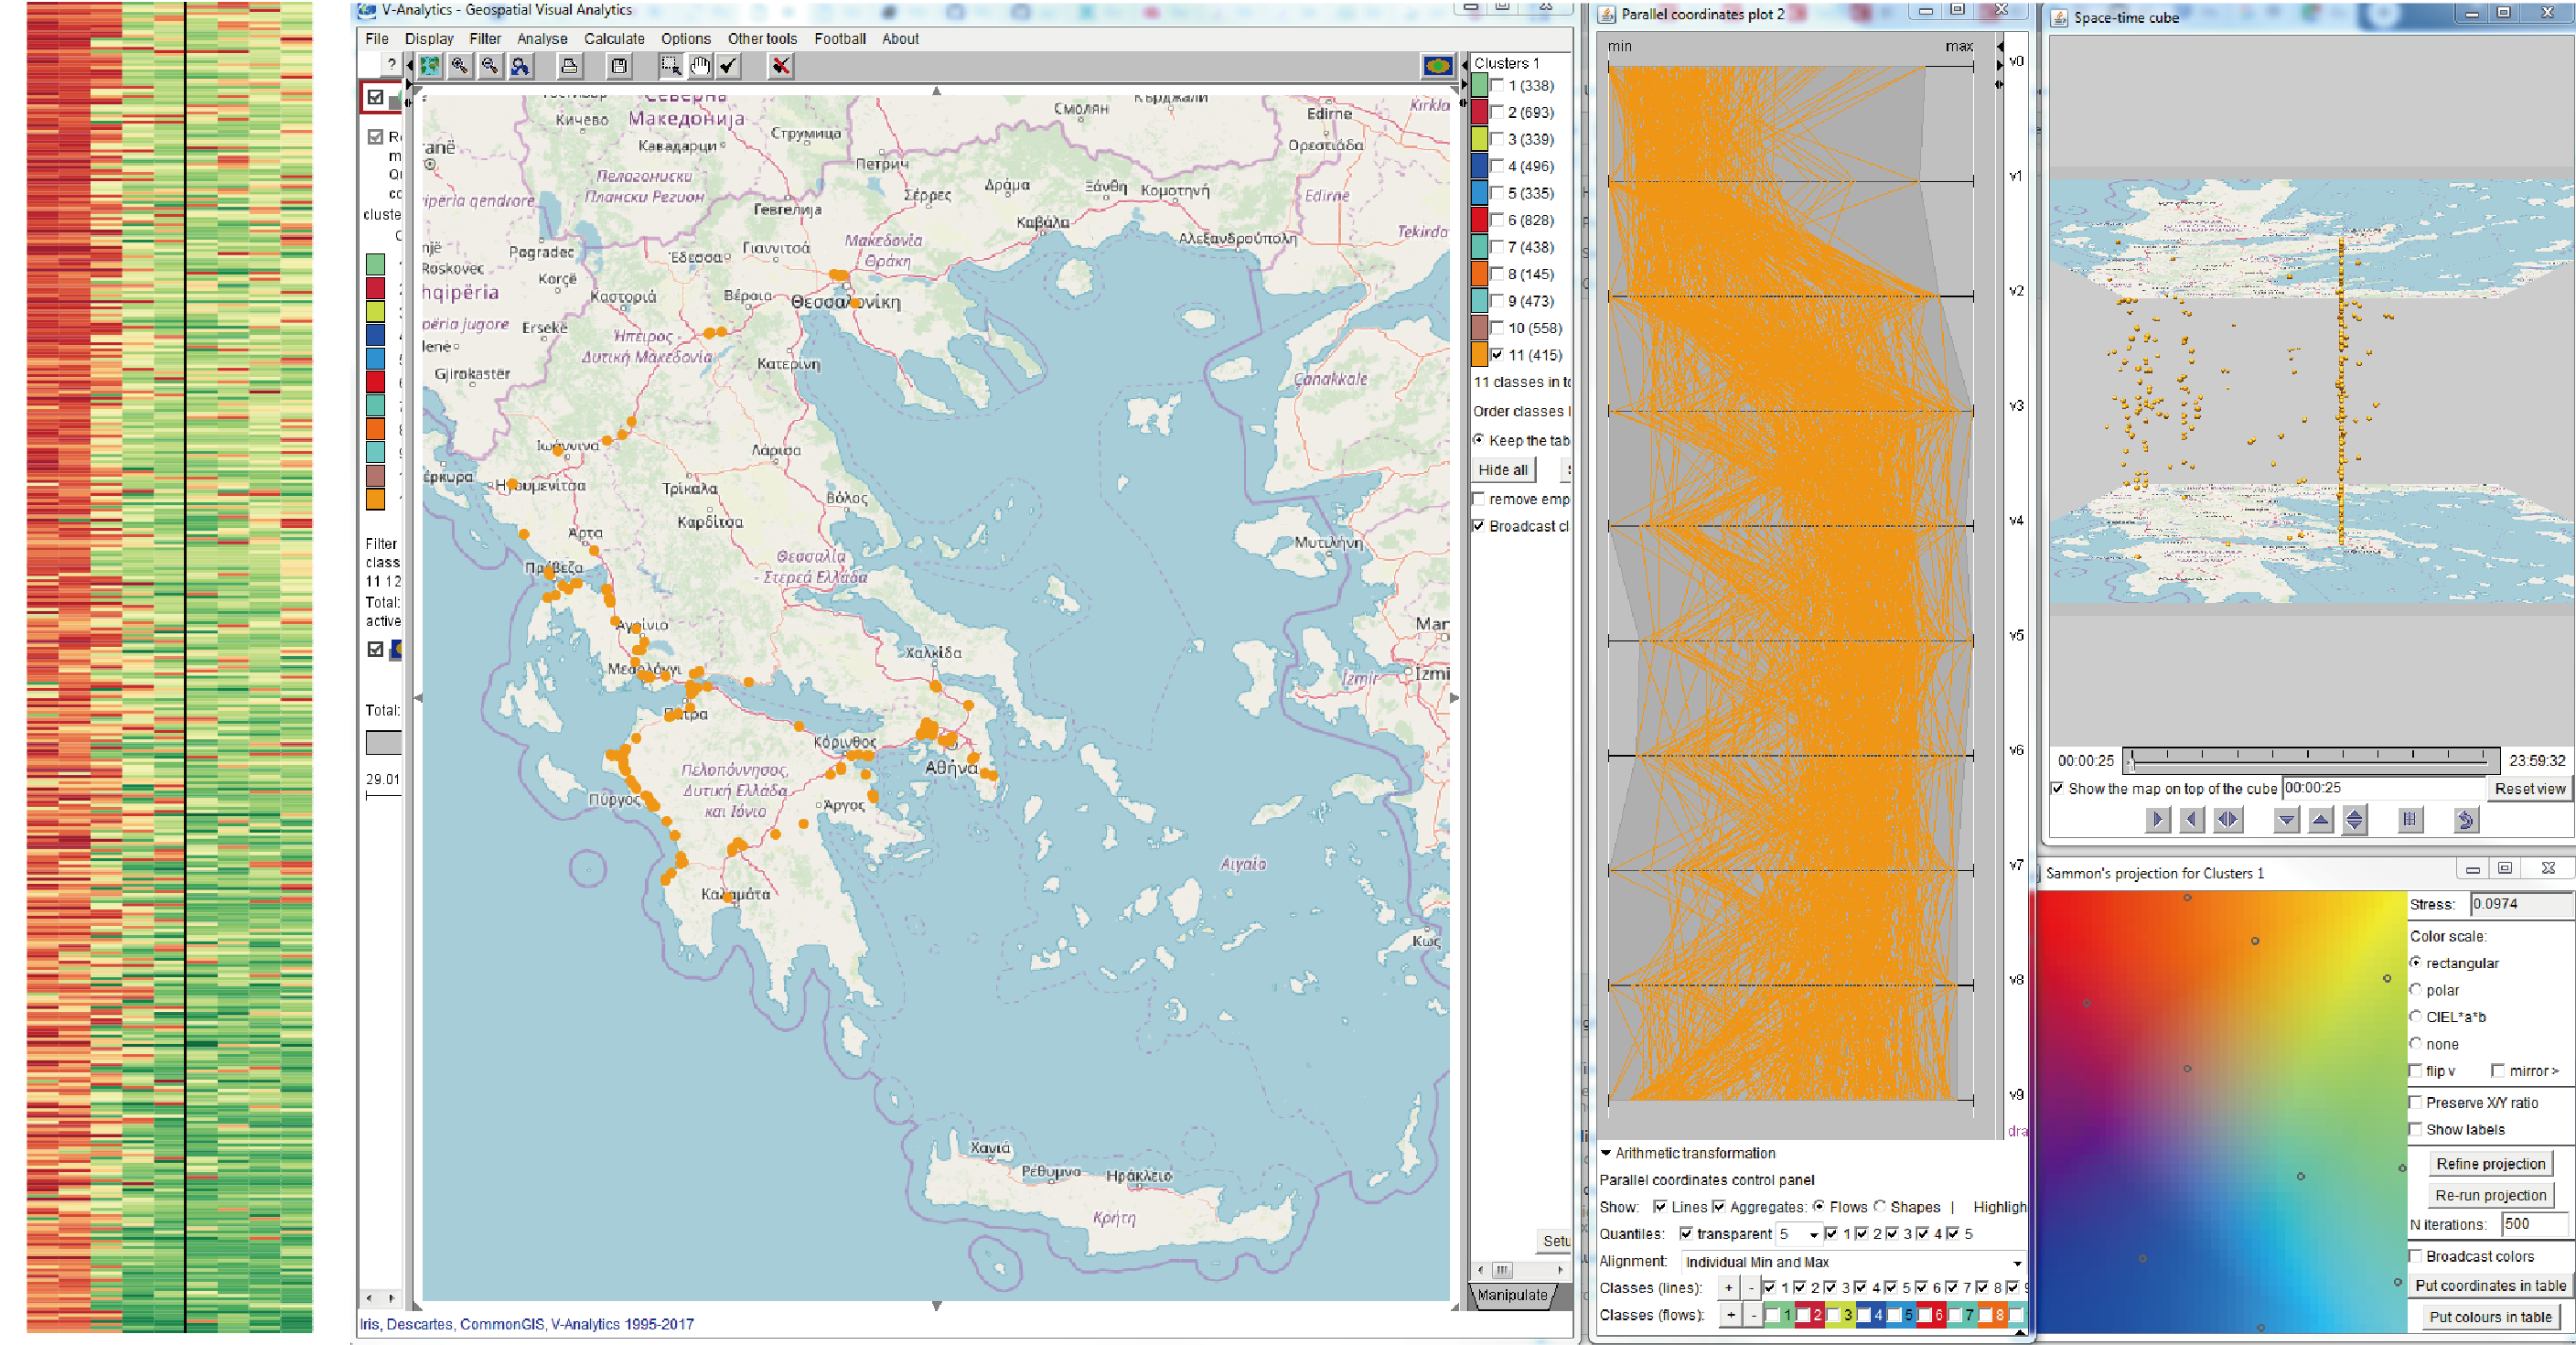 V-Analytics - Geospatial Visual Analytics
File Display Filter Analyse Calculate Options Other tools Football About
?
cluste
Filter
class
11 12
Total:
active
Total:
29.01
Северна
Македонија
Кичево
Струмица
Кавадарци
Смолян
Кърджали
Edirne
Kırkla
Ορεστιάδα
Петрич
Пелагониски
Плански Регион
Гевгелија
Σέρρες
Δράμα
Ξάνθη
Κομοτηνή
Edirne
Καβάλα
Αλεξανδρούπολη
Tekirda
Pogradec
Έδεσσα
Γιαννιτσά
Μακεδονία
Θράκη
Roskovec
Korçë
hqipëria
Καστοριά
Βέροια
Θεσσαλονίκη
përia jugore
Ersekë
Ήπειρος -
Δυτική Μακεδονία
Κατερίνη
Gjirokastër
Çanakkale
Ιωάννινα
Λάρισα
έρκυρα
Ηγουμενίτσα
Τρίκαλα
Βόλος
Καρδίτσα
Άρτα
Μυτιλήνη
Θεσσαλία
- Στερεά Ελλάδα
Πρέβεζα
Αγρίνιο
Χαλκίδα
Μεσολόγγι
İzmir
Izmi
Πάτρα
Κόρινθος
Αθήνα
Πελοπόννησος,
Δυτική Ελλάδα
και Ιόνιο
Πύργος
Άργος
Αιγαίο
Καλαμάτα
Κως
Χανιά
Ρέθυμνο
Ηράκλειο
Κρήτη
Iris, Descartes, CommonGIS, V-Analytics 1995-2017
Clusters 1
1 (338)
2 (693)
3 (339)
4 (496)
5 (335)
6 (828)
7 (438)
8 (145)
9 (473)
10 (558)
11 (415)
11 classes in to
Order classes
Keep the tab
Hide all
remove emp
Broadcast cl
Setu
Manipulate
Parallel coordinates plot 2
min max
v0
v1
v2
v3
v4
v5
v6
v7
v8
v9
dra
Arithmetic transformation
Parallel coordinates control panel
Show: Lines Aggregates: Flows Shapes | Highligh
Quantiles: transparent 5 1 2 3 4 5
Alignment: Individual Min and Max
Classes (lines): + - 1 2 3 4 5 6 7 8 9
Classes (flows): + - 1 2 3 4 5 6 7 8
Space-time cube
00:00:25 23:59:32
Show the map on top of the cube 00:00:25 Reset view
Sammon's projection for Clusters 1
Stress: 0.0974
Color scale:
rectangular
polar
CIEL*a*b
none
flip v mirror >
Preserve X/Y ratio
Show labels
Refine projection
Re-run projection
N iterations: 500
Broadcast colors
Put coordinates in table
Put colours in table